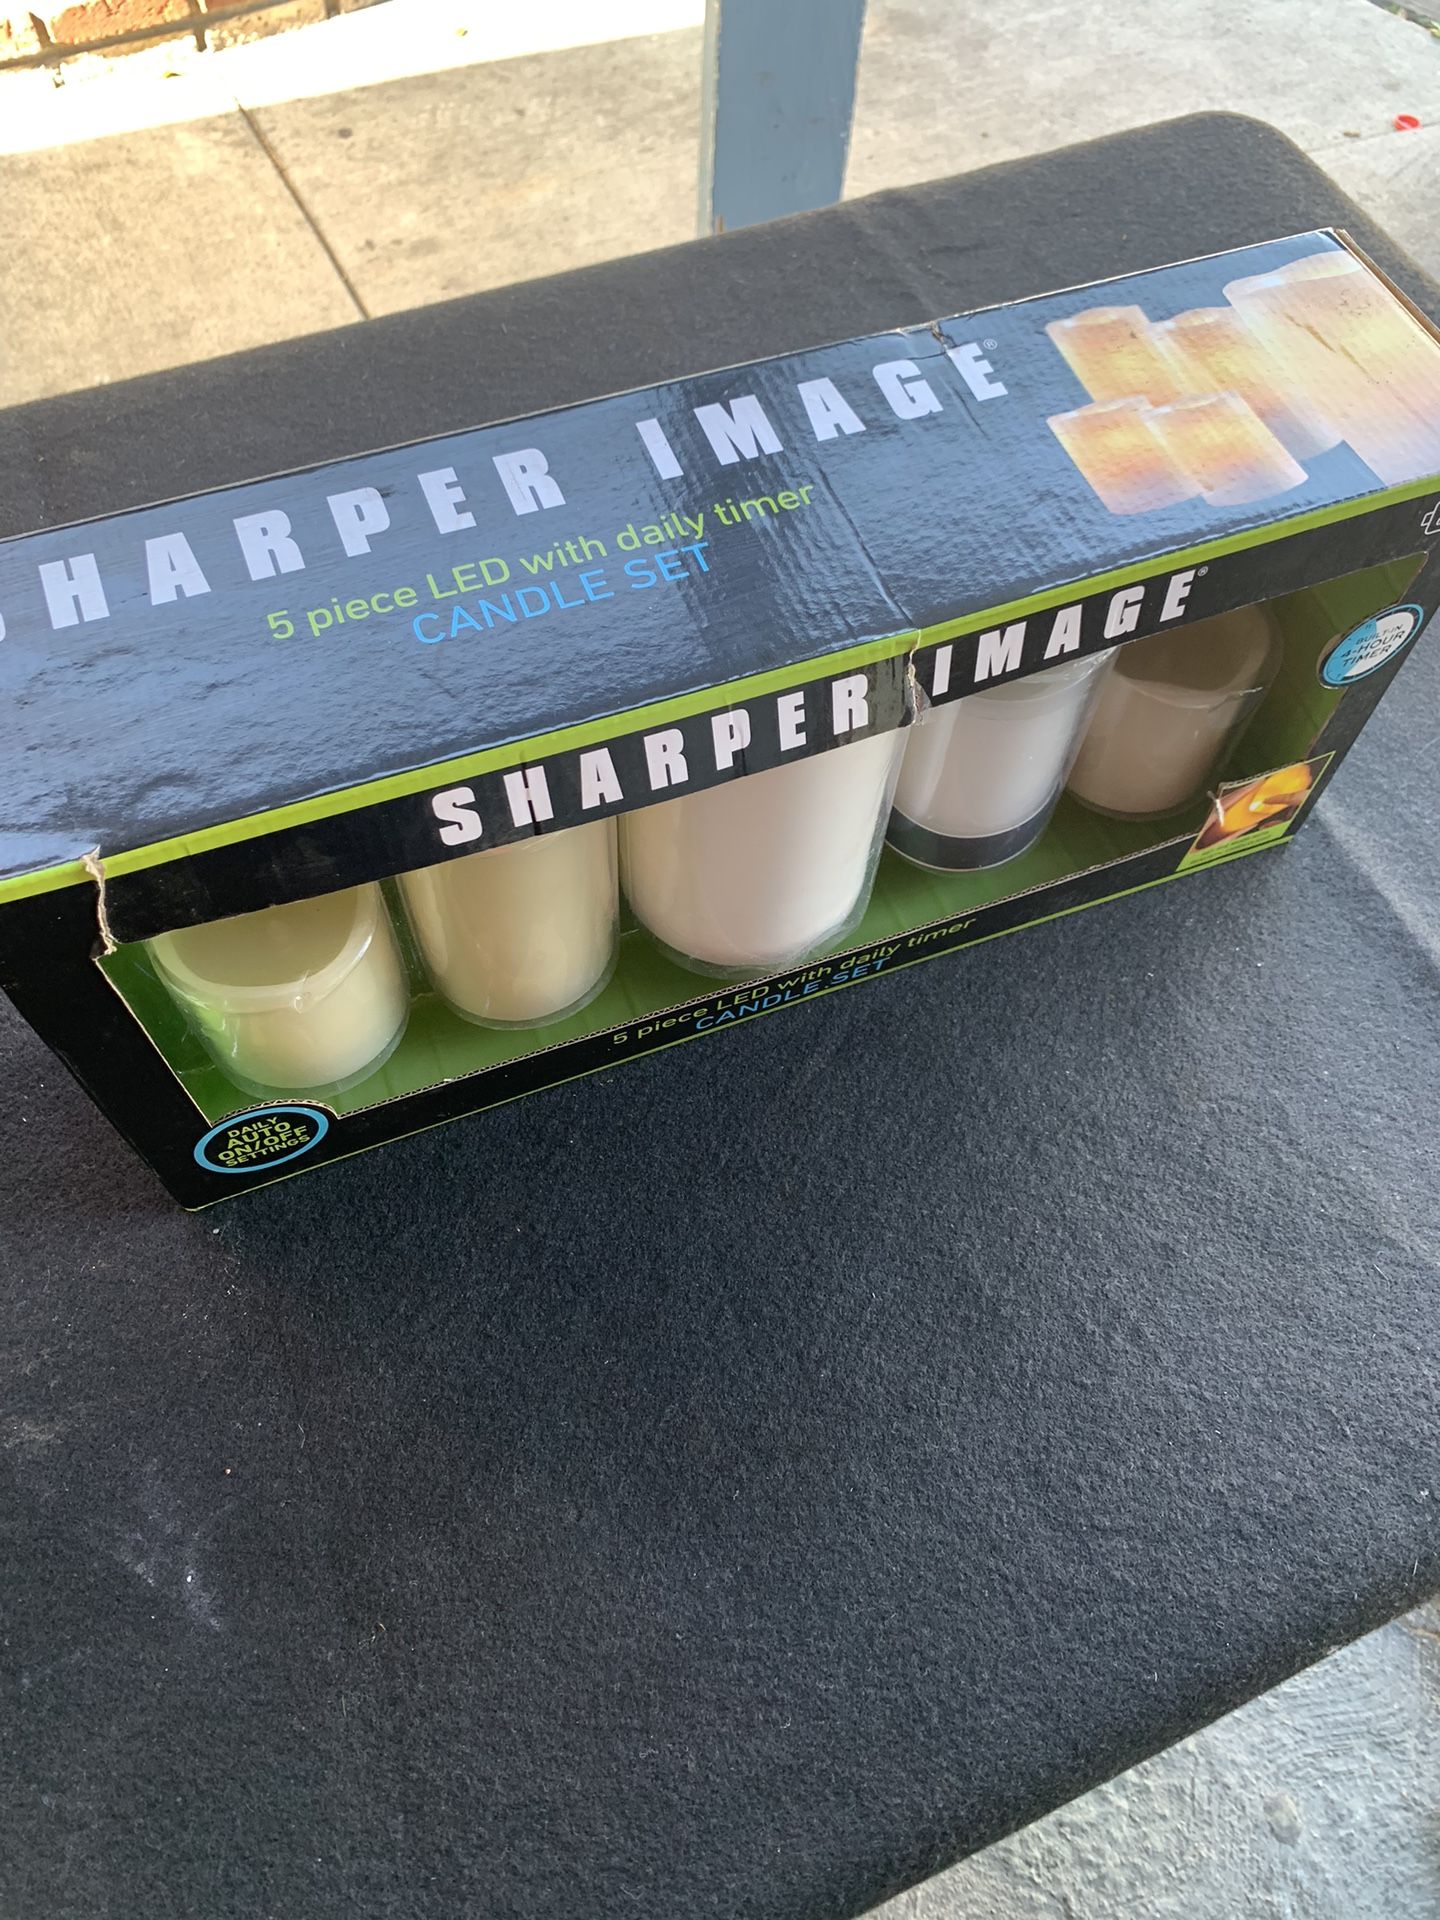 SHARPER IMAGE®
5 piece LED with daily timer
CANDLE SET
SHARPER IMAGE®
BUILT-IN
4-HOUR
TIMER
5 piece LED with daily timer
CANDLE SET
DAILY
AUTO
ON/OFF
SETTINGS